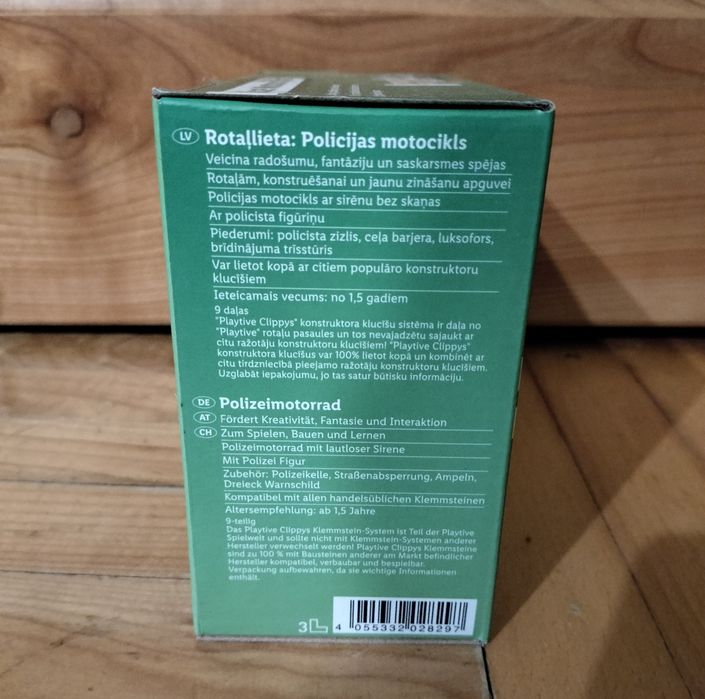 LV Rotaļlieta: Policijas motocikls
Veicina radošumu, fantāziju un saskarsmes spējas
Rotaļām, konstruēšanai un jaunu zināšanu apguvei
Policijas motocikls ar sirēnu bez skaņas
Ar policista figūriņu
Piederumi: policista zizlis, ceļa barjera, luksofors,
brīdinājuma trīsstūris
Var lietot kopā ar citiem populāro konstruktoru
klucīšiem
Ieteicamais vecums: no 1,5 gadiem
9 daļas
"Playtive Clippys" konstruktora klucīšu sistēma ir daļa no
"Playtive" rotaļu pasaules un tos nevajadzētu sajaukt ar
citu ražotāju konstruktoru klucīšiem! "Playtive Clippys"
konstruktora klucīšus var 100% lietot kopā un kombinēt ar
citu tirdzniecībā pieejamo ražotāju konstruktoru klucīšiem.
Uzglabāt iepakojumu, jo tas satur būtisku informāciju.
DE Polizeimotorrad
AT Fördert Kreativität, Fantasie und Interaktion
CH Zum Spielen, Bauen und Lernen
Polizeimotorrad mit lautloser Sirene
Mit Polizei Figur
Zubehör: Polizeikelle, Straßenabsperrung, Ampeln,
Dreieck Warnschild
Kompatibel mit allen handelsüblichen Klemmsteinen
Altersempfehlung: ab 1,5 Jahre
9-teilig
Das Playtive Clippys Klemmstein-System ist Teil der Playtive
Spielwelt und sollte nicht mit Klemmstein-Systemen anderer
Hersteller verwechselt werden! Playtive Clippys Klemmsteine
sind zu 100 % mit Bausteinen anderer am Markt befindlicher
Hersteller kompatibel, verbaubar und bespielbar.
Verpackung aufbewahren, da sie wichtige Informationen
enthält.
3
4 055332 028297